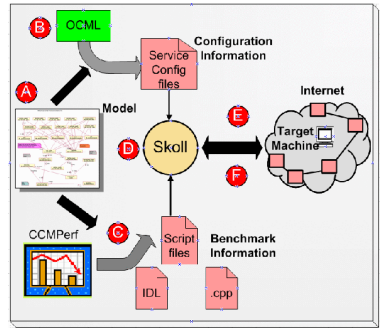 B
OCML
Configuration
Information
Service
Config
files
A
Model
Internet
E
Target
Machine
D
Skoll
F
C
CCMPerf
Script
files
Benchmark
Information
IDL
.cpp